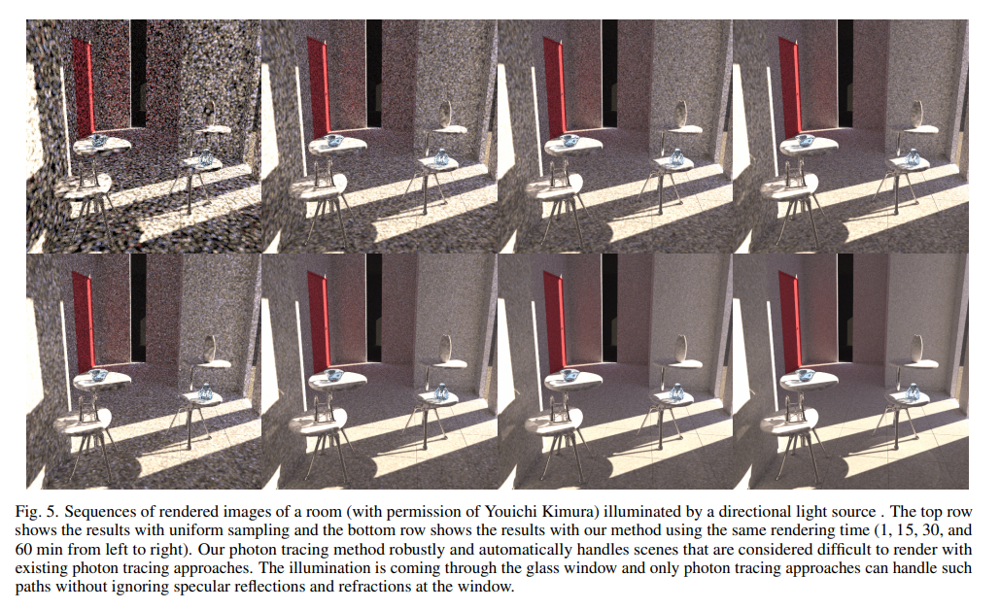 Fig. 5. Sequences of rendered images of a room (with permission of Youichi Kimura) illuminated by a directional light source . The top row
shows the results with uniform sampling and the bottom row shows the results with our method using the same rendering time (1, 15, 30, and
60 min from left to right). Our photon tracing method robustly and automatically handles scenes that are considered difficult to render with
existing photon tracing approaches. The illumination is coming through the glass window and only photon tracing approaches can handle such
paths without ignoring specular reflections and refractions at the window.